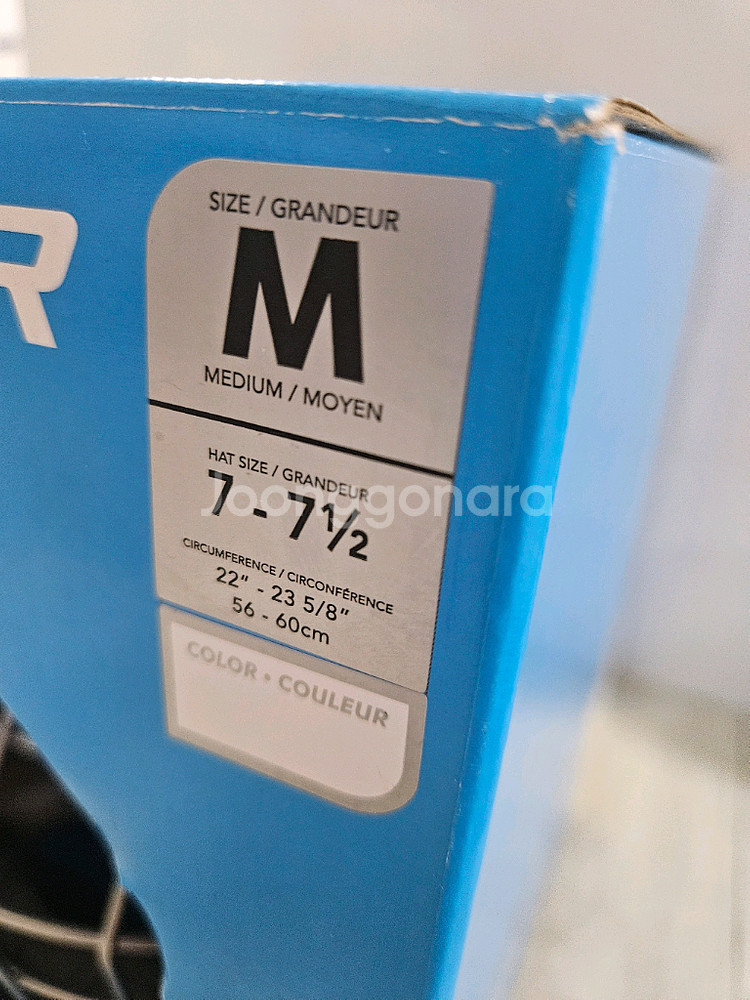 R
SIZE / GRANDEUR
M
MEDIUM / MOYEN
HAT SIZE / GRANDEUR
7 - 7½
Joonggonara
CIRCUMFERENCE / CIRCONFÉRENCE
22" - 23 5/8"
56 - 60cm
COLOR • COULEUR